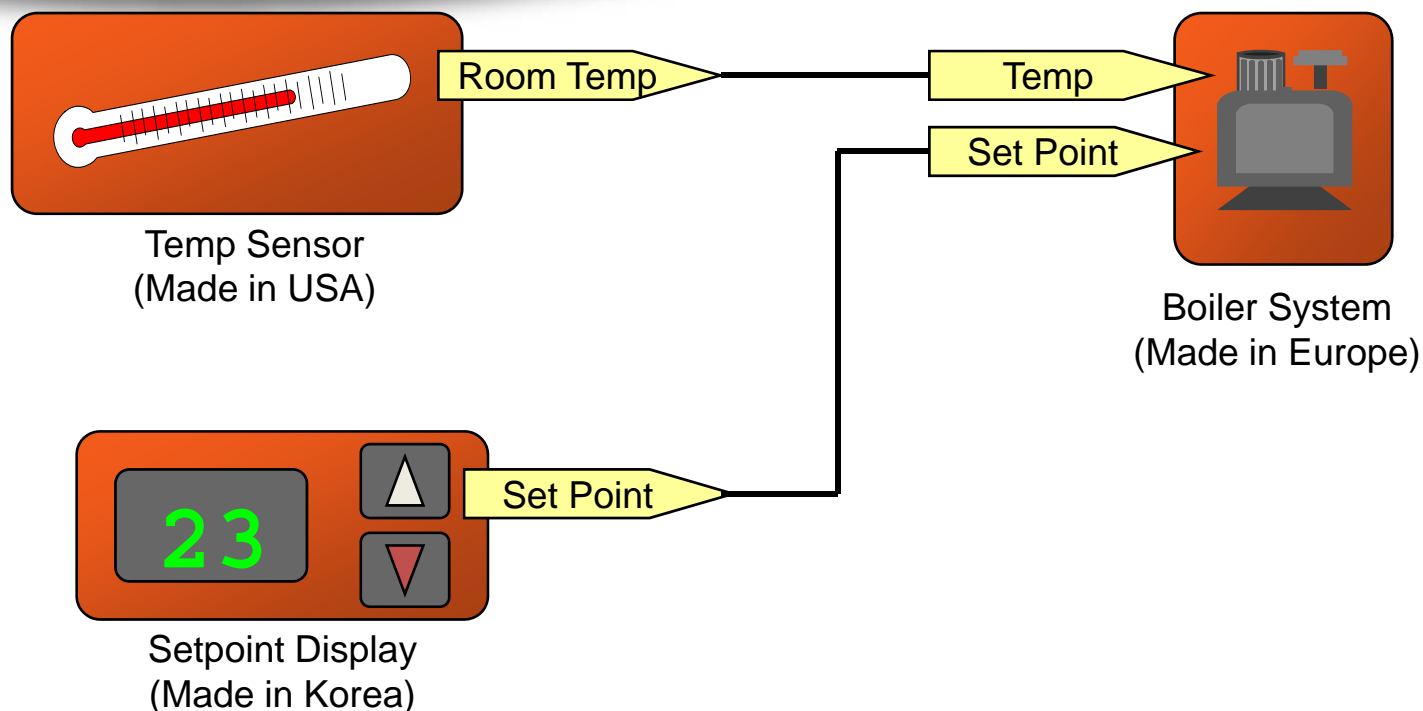 Room Temp
Temp
Set Point
Temp Sensor
(Made in USA)
Boiler System
(Made in Europe)
23
Set Point
Setpoint Display
(Made in Korea)